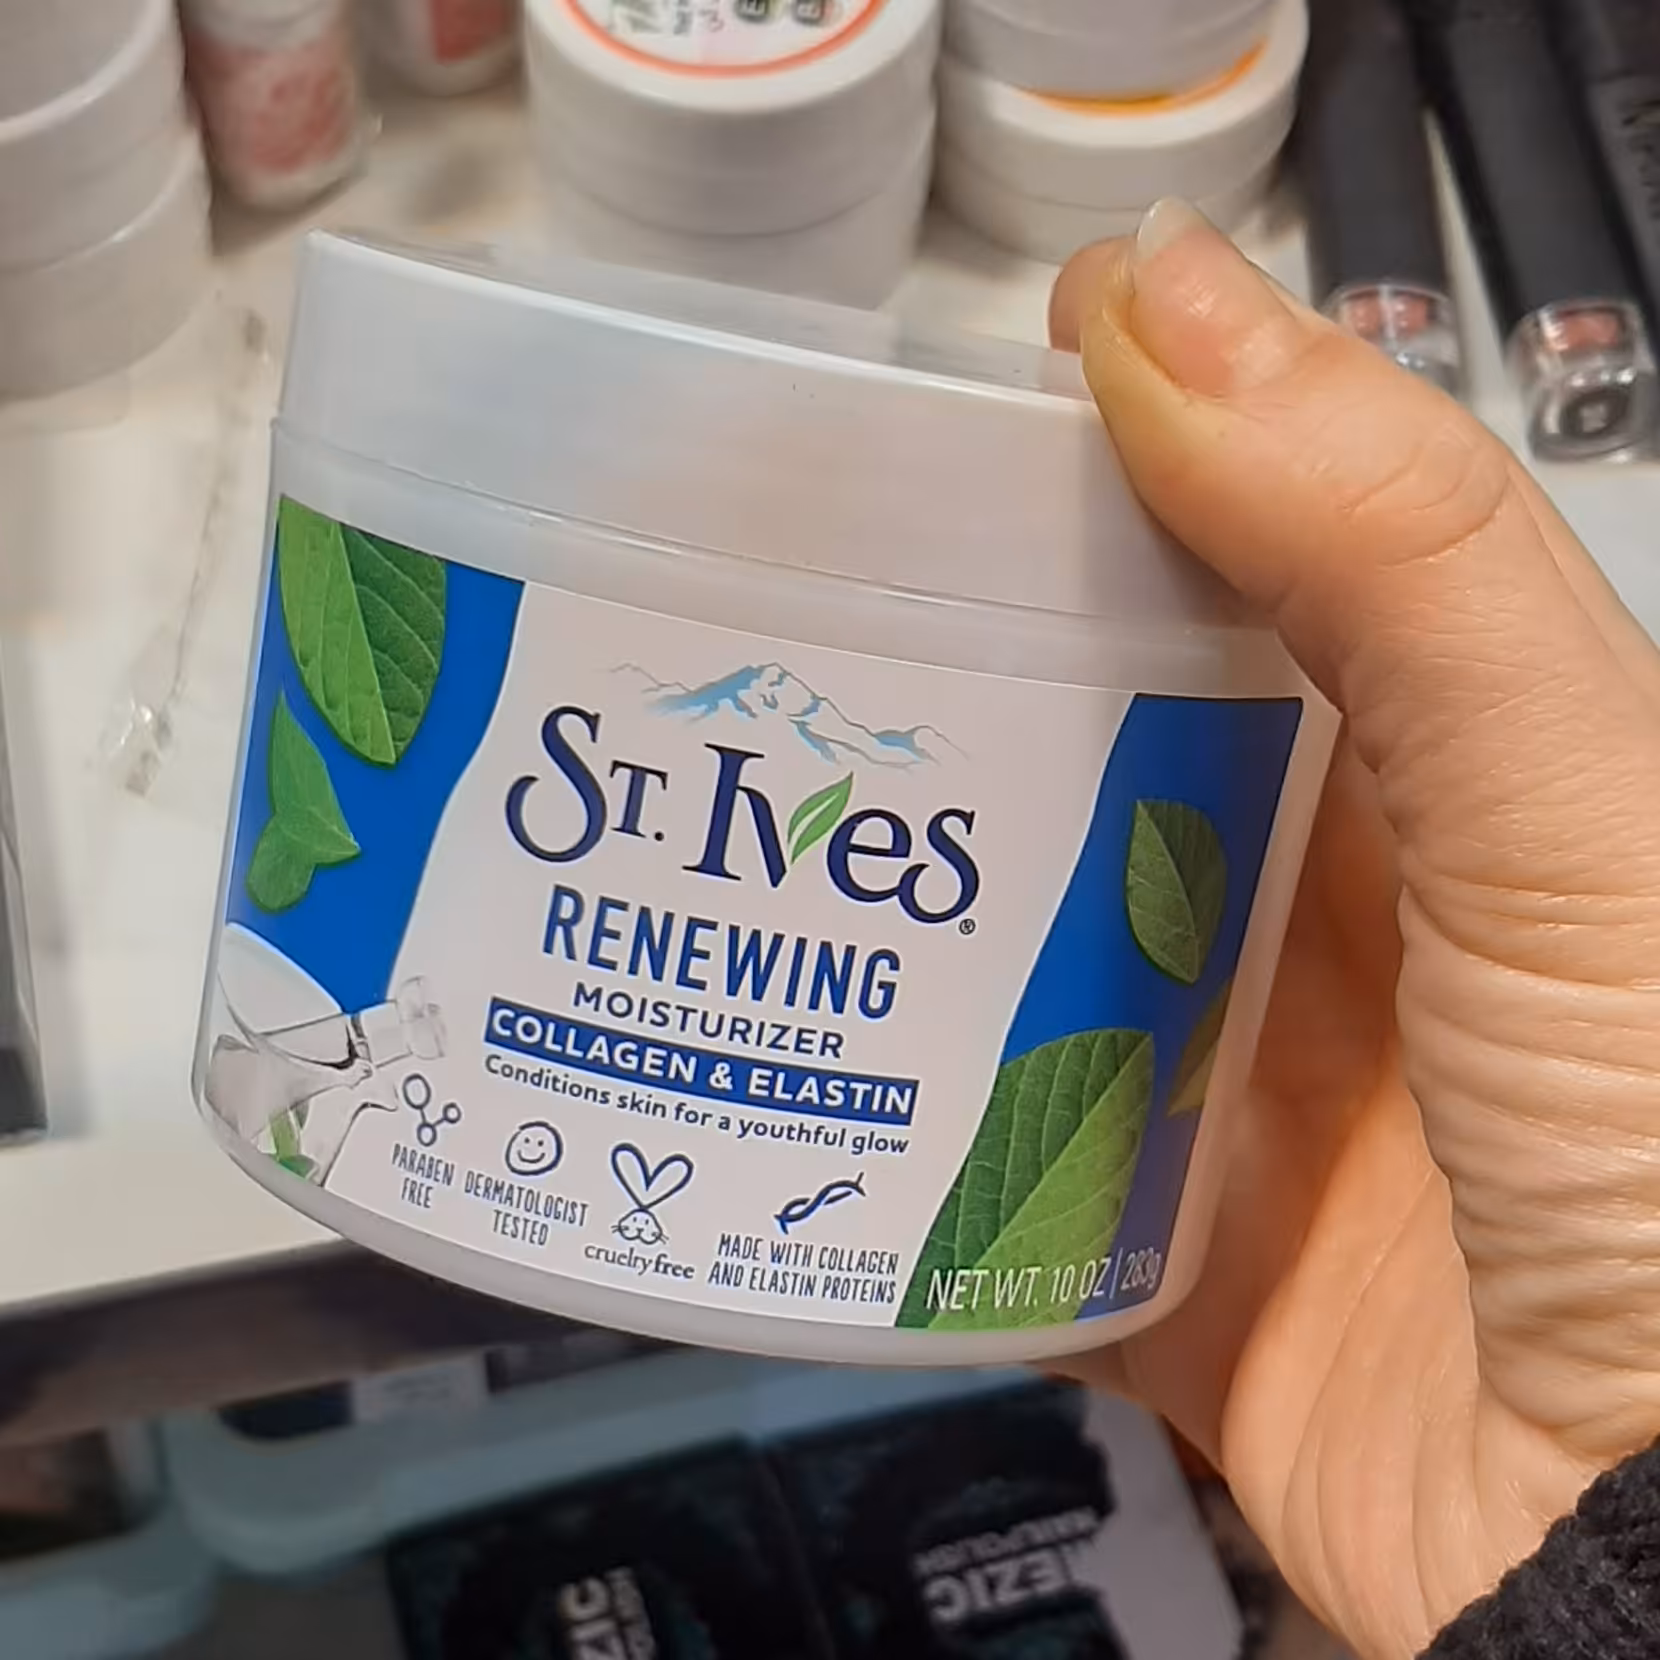 ST. IVES®
RENEWING
MOISTURIZER
COLLAGEN & ELASTIN
Conditions skin for a youthful glow
PARABEN
FREE
DERMATOLOGIST
TESTED
cruelty free
MADE WITH COLLAGEN
AND ELASTIN PROTEINS
NET WT. 10 OZ | 283g